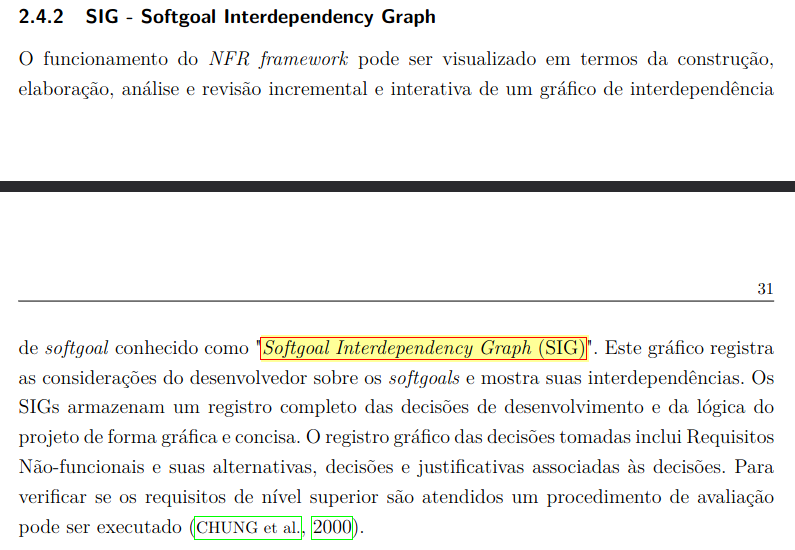 2.4.2 SIG - Softgoal Interdependency Graph
O funcionamento do NFR framework pode ser visualizado em termos da construção,
elaboração, análise e revisão incremental e interativa de um gráfico de interdependência
31
de softgoal conhecido como "Softgoal Interdependency Graph (SIG)". Este gráfico registra
as considerações do desenvolvedor sobre os softgoals e mostra suas interdependências. Os
SIGs armazenam um registro completo das decisões de desenvolvimento e da lógica do
projeto de forma gráfica e concisa. O registro gráfico das decisões tomadas inclui Requisitos
Não-funcionais e suas alternativas, decisões e justificativas associadas às decisões. Para
verificar se os requisitos de nível superior são atendidos um procedimento de avaliação
pode ser executado (CHUNG et al., 2000).